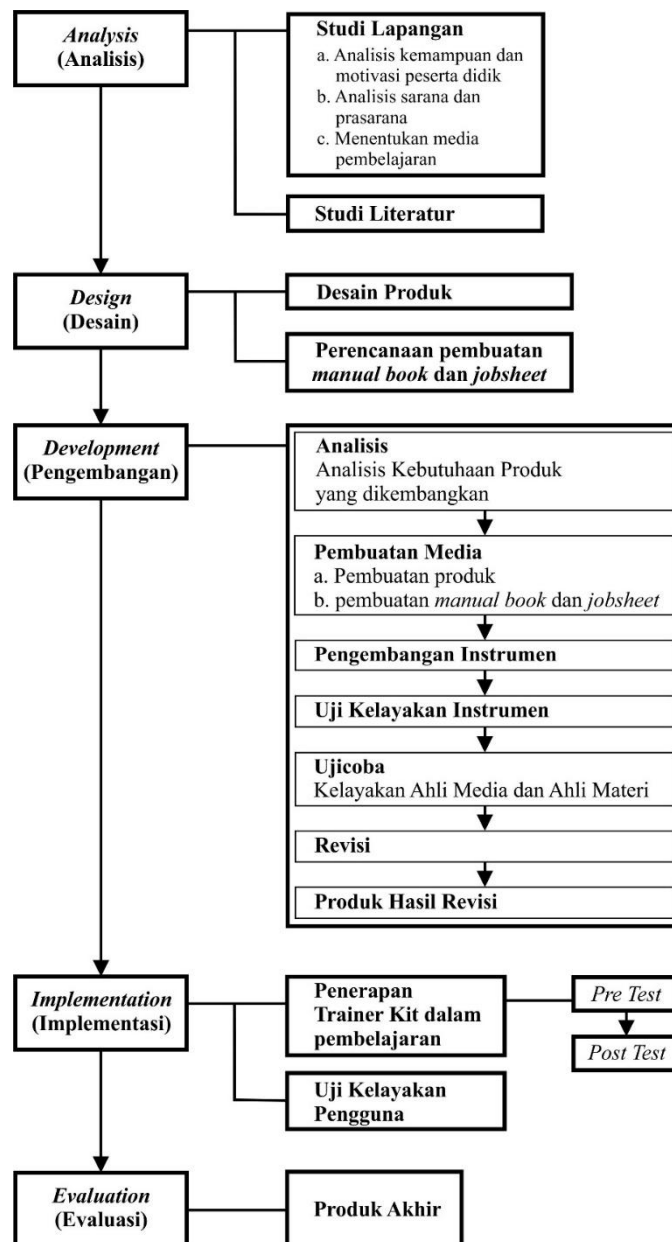 Analysis
(Analisis)
Studi Lapangan
a. Analisis kemampuan dan
motivasi peserta didik
b. Analisis sarana dan
prasarana
c. Menentukan media
pembelajaran
Studi Literatur
Design
(Desain)
Desain Produk
Perencanaan pembuatan
manual book dan jobsheet
Development
(Pengembangan)
Analisis
Analisis Kebutuhaan Produk
yang dikembangkan
Pembuatan Media
a. Pembuatan produk
b. pembuatan manual book dan jobsheet
Pengembangan Instrumen
Uji Kelayakan Instrumen
Ujicoba
Kelayakan Ahli Media dan Ahli Materi
Revisi
Produk Hasil Revisi
Implementation
(Implementasi)
Penerapan
Trainer Kit dalam
pembelajaran
Pre Test
Post Test
Uji Kelayakan
Pengguna
Evaluation
(Evaluasi)
Produk Akhir